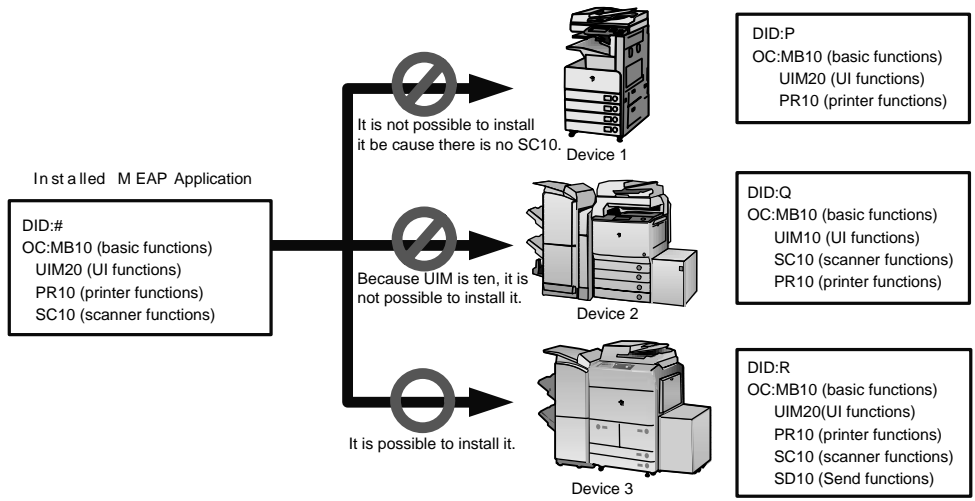 DID:P
OC:MB10 (basic functions)
UIM20 (UI functions)
PR10 (printer functions)
It is not possible to install
it be cause there is no SC10.
Device 1
Installed MEAP Application
DID:#
OC:MB10 (basic functions)
UIM20 (UI functions)
PR10 (printer functions)
SC10 (scanner functions)
Because UIM is ten, it is
not possible to install it.
Device 2
DID:Q
OC:MB10 (basic functions)
UIM10 (UI functions)
SC10 (scanner functions)
PR10 (printer functions)
It is possible to install it.
Device 3
DID:R
OC:MB10 (basic functions)
UIM20(UI functions)
PR10 (printer functions)
SC10 (scanner functions)
SD10 (Send functions)